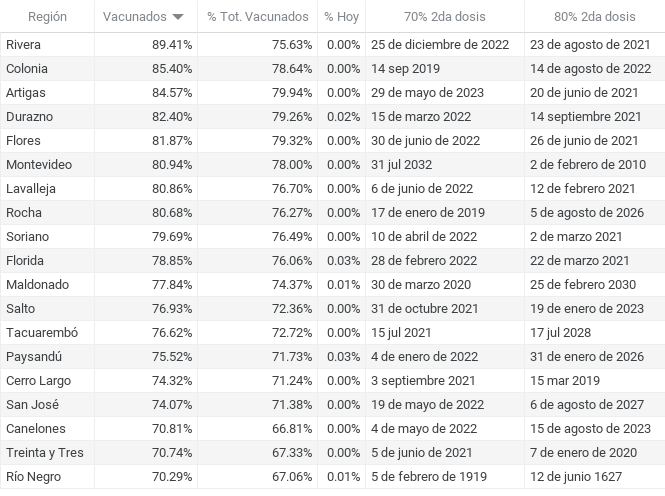 Región Vacunados % Tot. Vacunados % Hoy 70% 2da dosis 80% 2da dosis
Rivera 89.41% 75.63% 0.00% 25 de diciembre de 2022 23 de agosto de 2021
Colonia 85.40% 78.64% 0.00% 14 sep 2019 14 de agosto de 2022
Artigas 84.57% 79.94% 0.00% 29 de mayo de 2023 20 de junio de 2021
Durazno 82.40% 79.26% 0.02% 15 de marzo 2022 14 septiembre 2021
Flores 81.87% 79.32% 0.00% 30 de junio de 2022 26 de junio de 2021
Montevideo 80.94% 78.00% 0.00% 31 jul 2032 2 de febrero de 2010
Lavalleja 80.86% 76.70% 0.00% 6 de junio de 2022 12 de febrero 2021
Rocha 80.68% 76.27% 0.00% 17 de enero de 2019 5 de agosto de 2026
Soriano 79.69% 76.49% 0.00% 10 de abril de 2022 2 de marzo 2021
Florida 78.85% 76.06% 0.03% 28 de febrero 2022 22 de marzo 2021
Maldonado 77.84% 74.37% 0.01% 30 de marzo 2020 25 de febrero 2030
Salto 76.93% 72.36% 0.00% 31 de octubre 2021 19 de enero de 2023
Tacuarembó 76.62% 72.72% 0.00% 15 jul 2021 17 jul 2028
Paysandú 75.52% 71.73% 0.03% 4 de enero de 2022 31 de enero de 2026
Cerro Largo 74.32% 71.24% 0.00% 3 septiembre 2021 15 mar 2019
San José 74.07% 71.38% 0.00% 19 de mayo de 2022 6 de agosto de 2027
Canelones 70.81% 66.81% 0.00% 4 de mayo de 2022 15 de agosto de 2023
Treinta y Tres 70.74% 67.33% 0.00% 5 de junio de 2021 7 de enero de 2020
Río Negro 70.29% 67.06% 0.01% 5 de febrero de 1919 12 de junio 1627